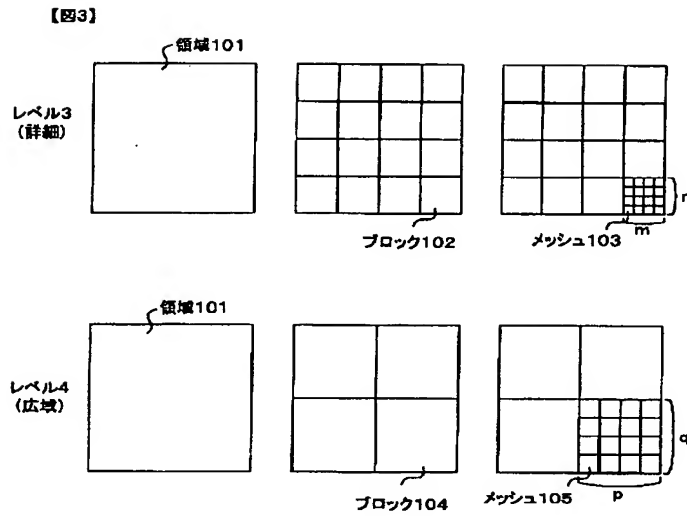 【図3】
領域101
レベル3
(詳細)
n
ブロック102
メッシュ103
m
領域101
レベル4
(広域)
q
ブロック104
メッシュ105
p